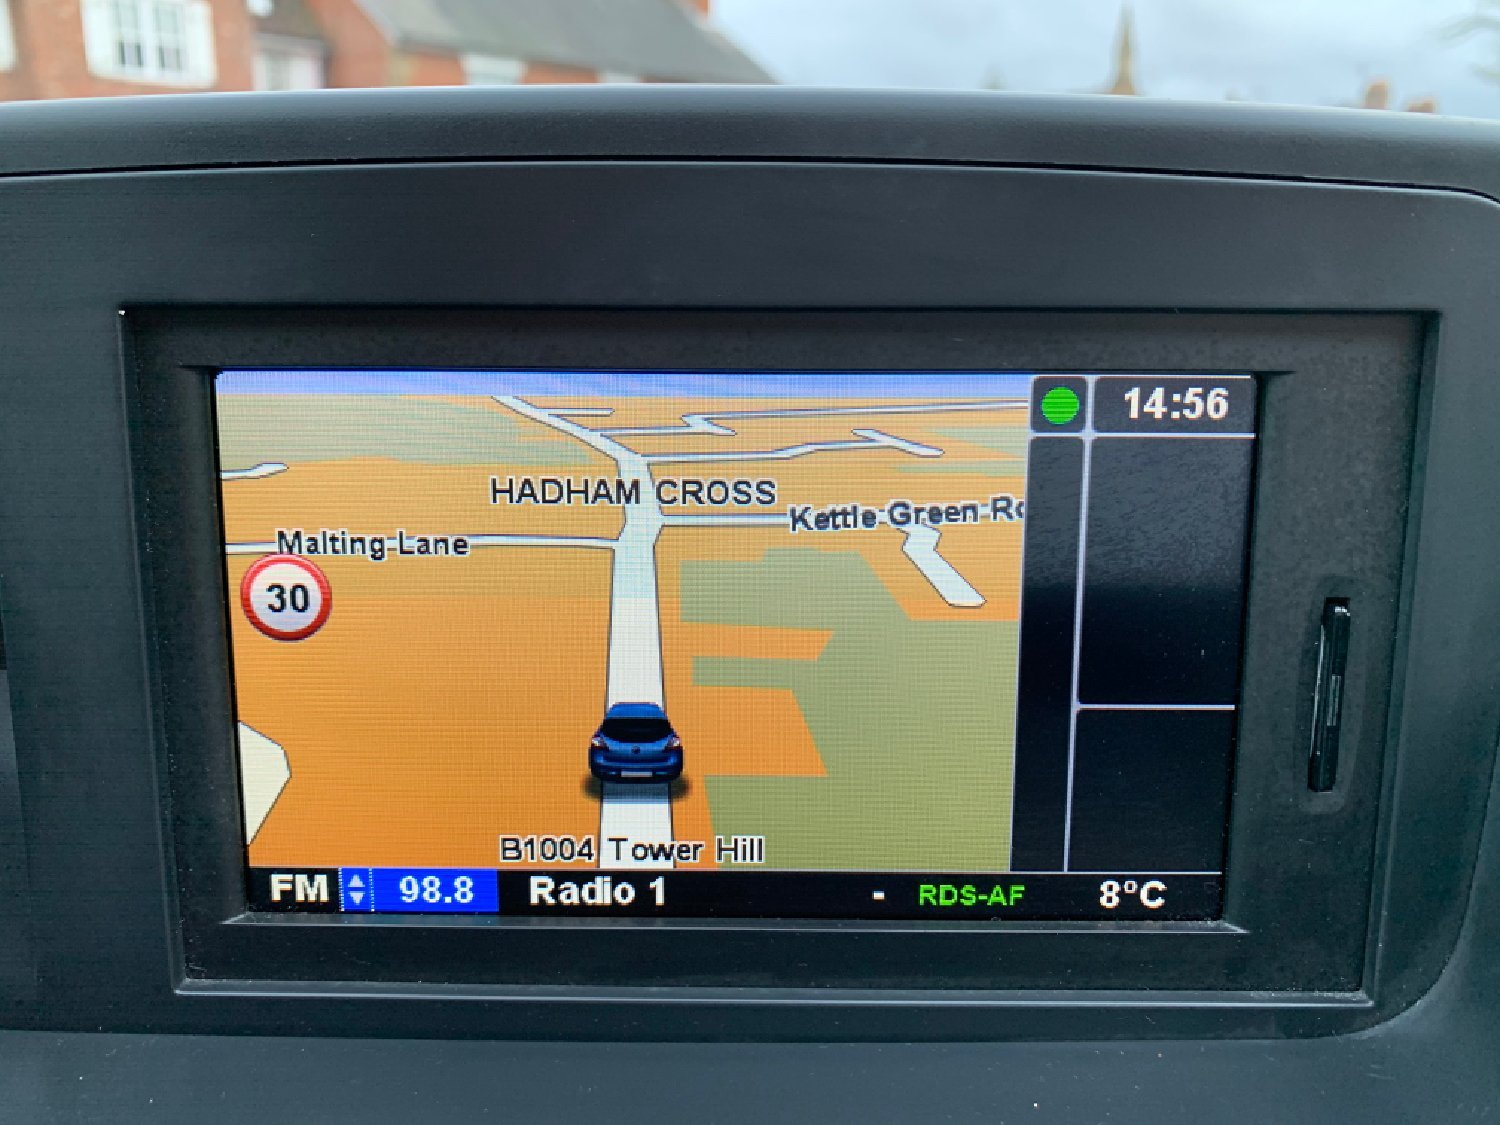 14:56
HADHAM CROSS
Kettle Green Ro
Malting Lane
30
B1004 Tower Hill
FM 98.8 Radio 1 - RDS-AF 8°C